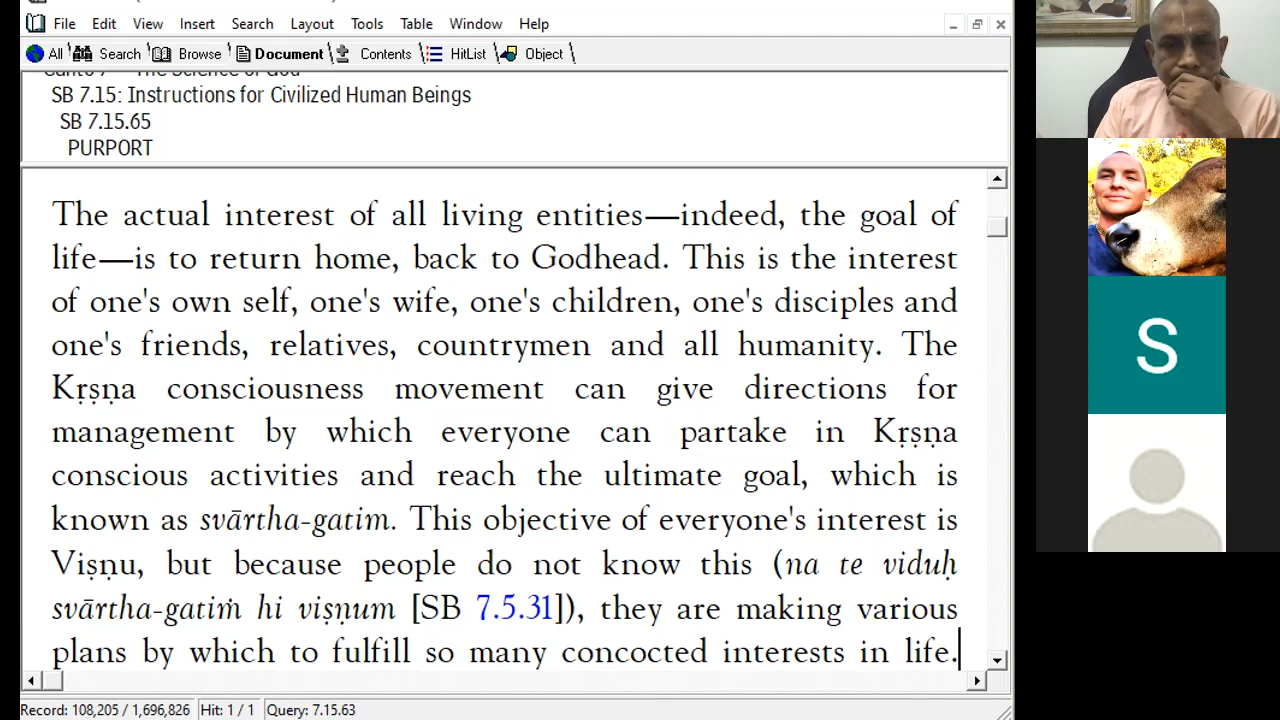 File Edit View Insert Search Layout Tools Table Window Help
All Search Browse Document Contents HitList Object
SB 7.15: Instructions for Civilized Human Beings
SB 7.15.65
PURPORT
The actual interest of all living entities—indeed, the goal of
life—is to return home, back to Godhead. This is the interest
of one's own self, one's wife, one's children, one's disciples and
one's friends, relatives, countrymen and all humanity. The
Kṛṣṇa consciousness movement can give directions for
management by which everyone can partake in Kṛṣṇa
conscious activities and reach the ultimate goal, which is
known as svārtha-gatim. This objective of everyone's interest is
Viṣṇu, but because people do not know this (na te viduḥ
svārtha-gatiṁ hi viṣṇum [SB 7.5.31]), they are making various
plans by which to fulfill so many concocted interests in life.
Record: 108,205 / 1,696,826 Hit: 1 / 1 Query: 7.15.63
S